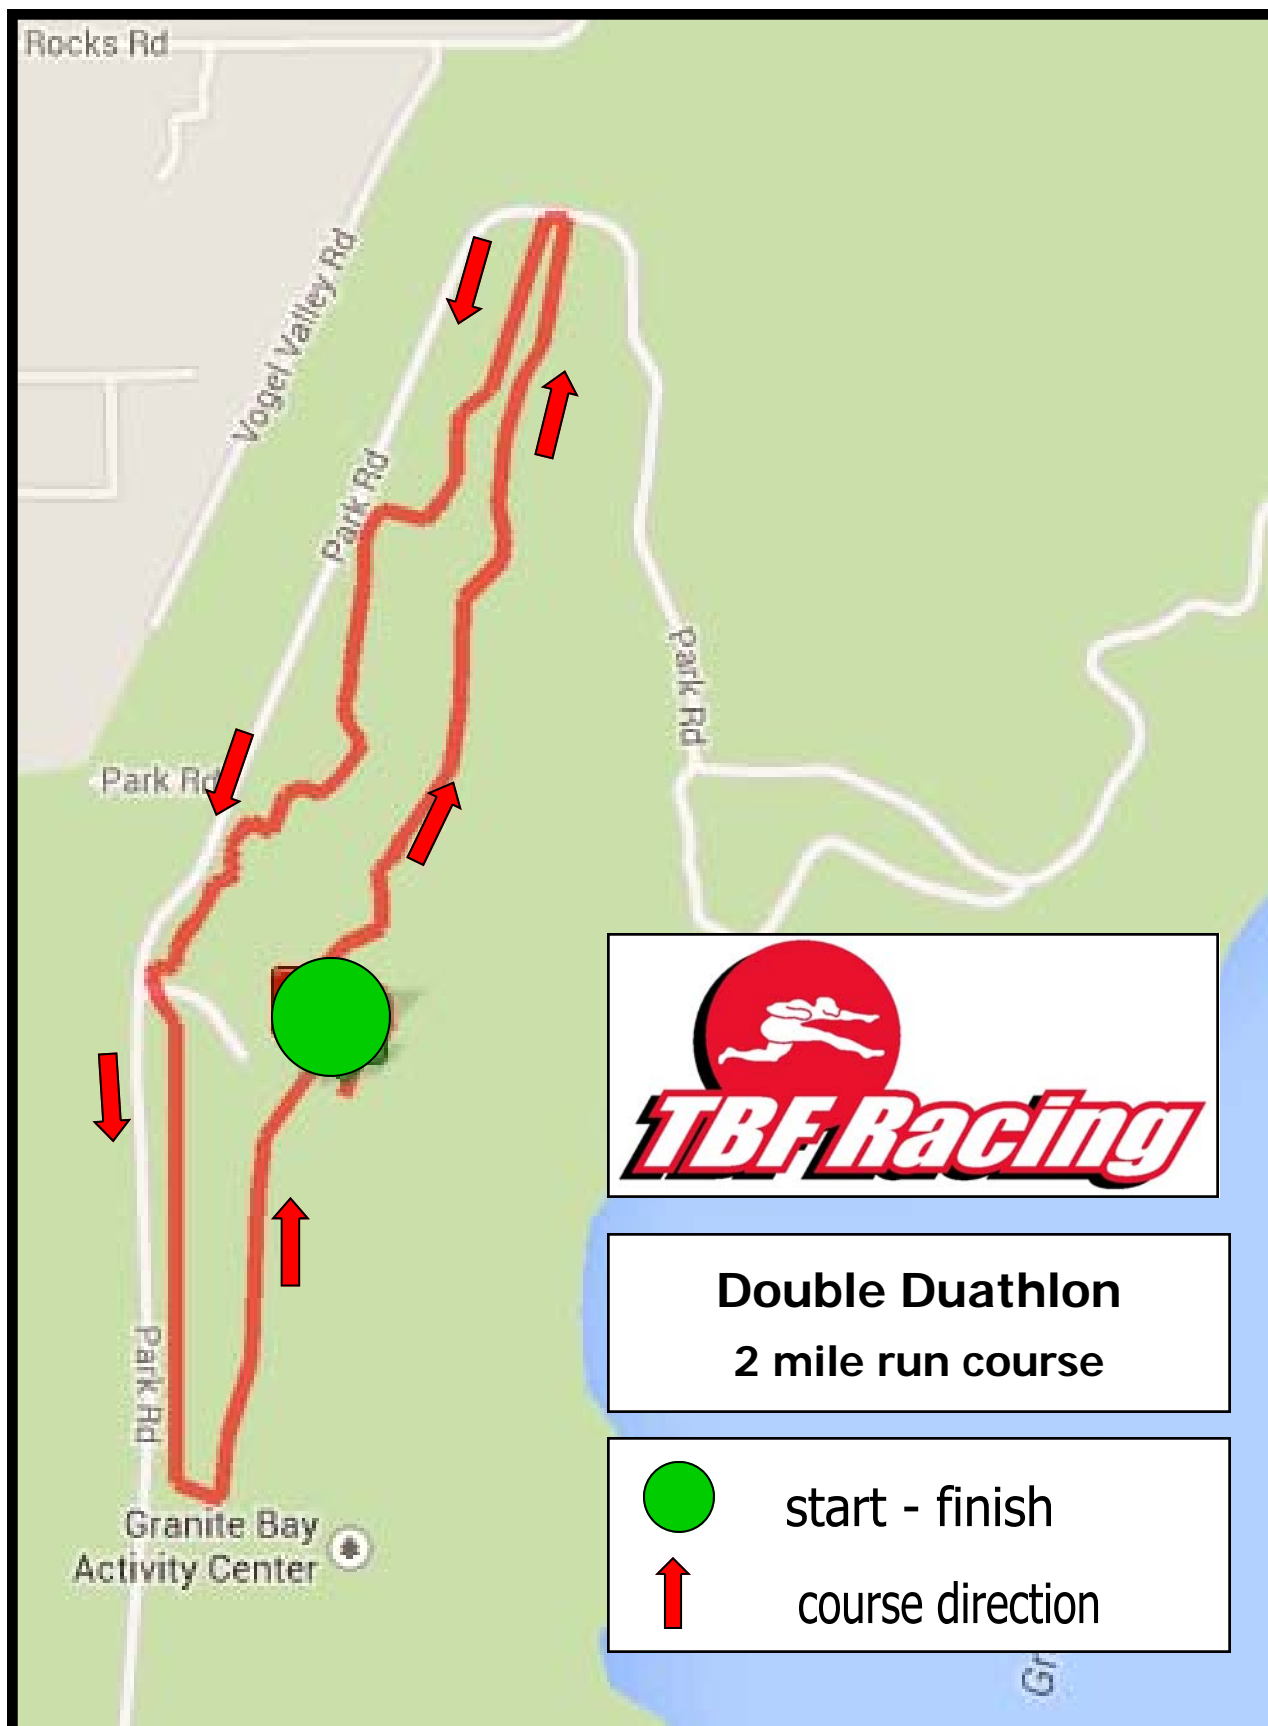 Rocks Rd
Vogel Valley Rd
Park Rd
Park Rd
Park Rd
Park Rd
TBF Racing
Double Duathlon
2 mile run course
Granite Bay
Activity Center
start - finish
course direction